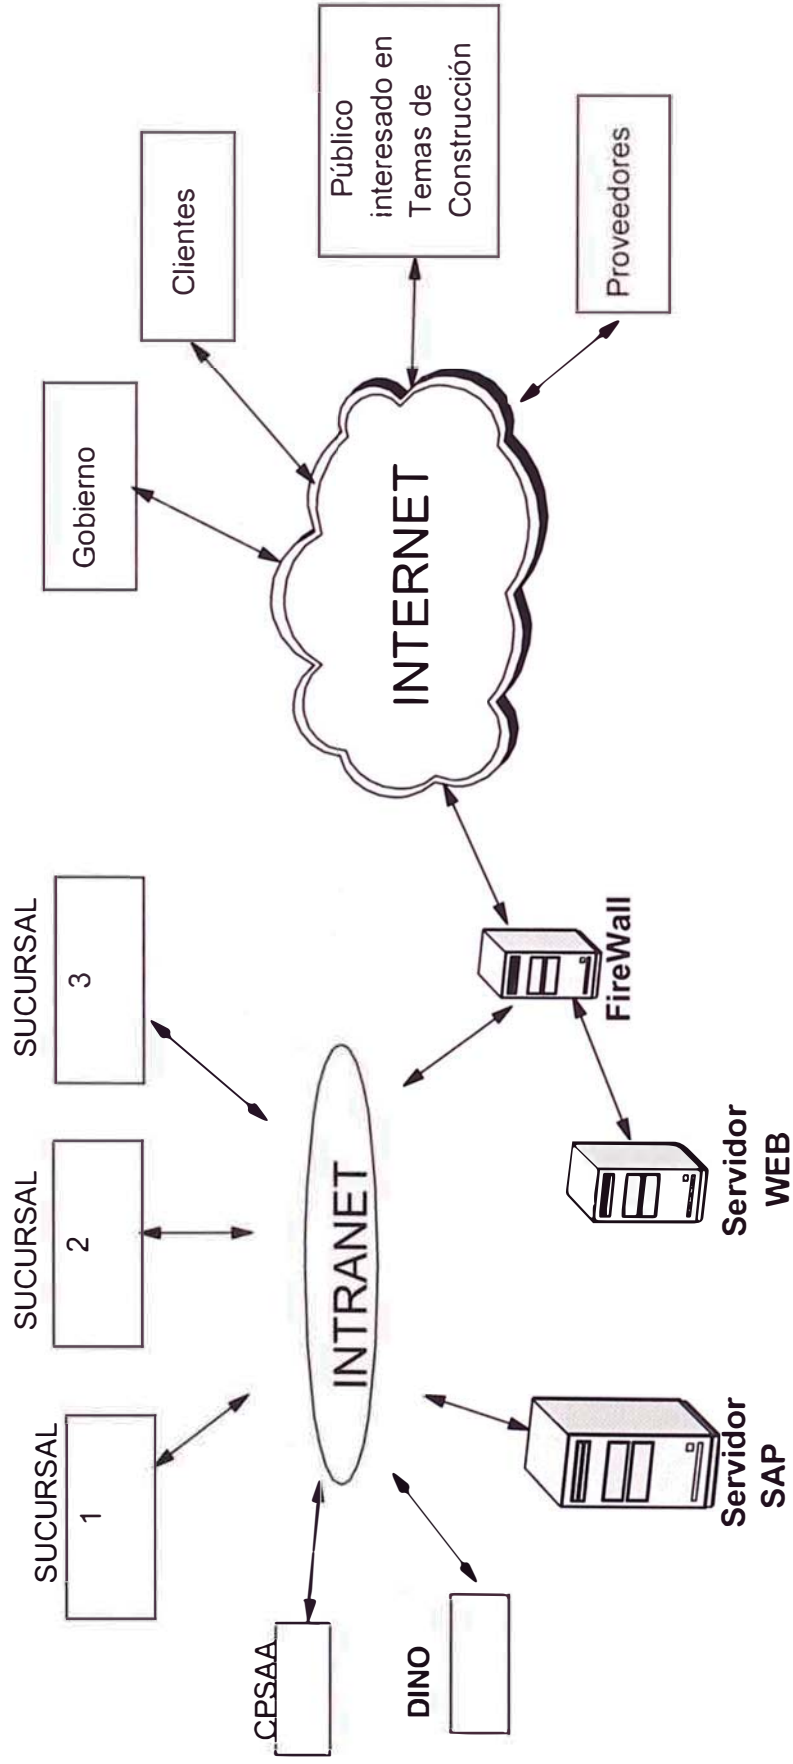 SUCURSAL
1
SUCURSAL
2
SUCURSAL
3
Gobierno
Clientes
CPSAA
INTRANET
INTERNET
Público
interesado en
Temas de
Construcción
DINO
Proveedores
FireWall
Servidor
SAP
Servidor
WEB